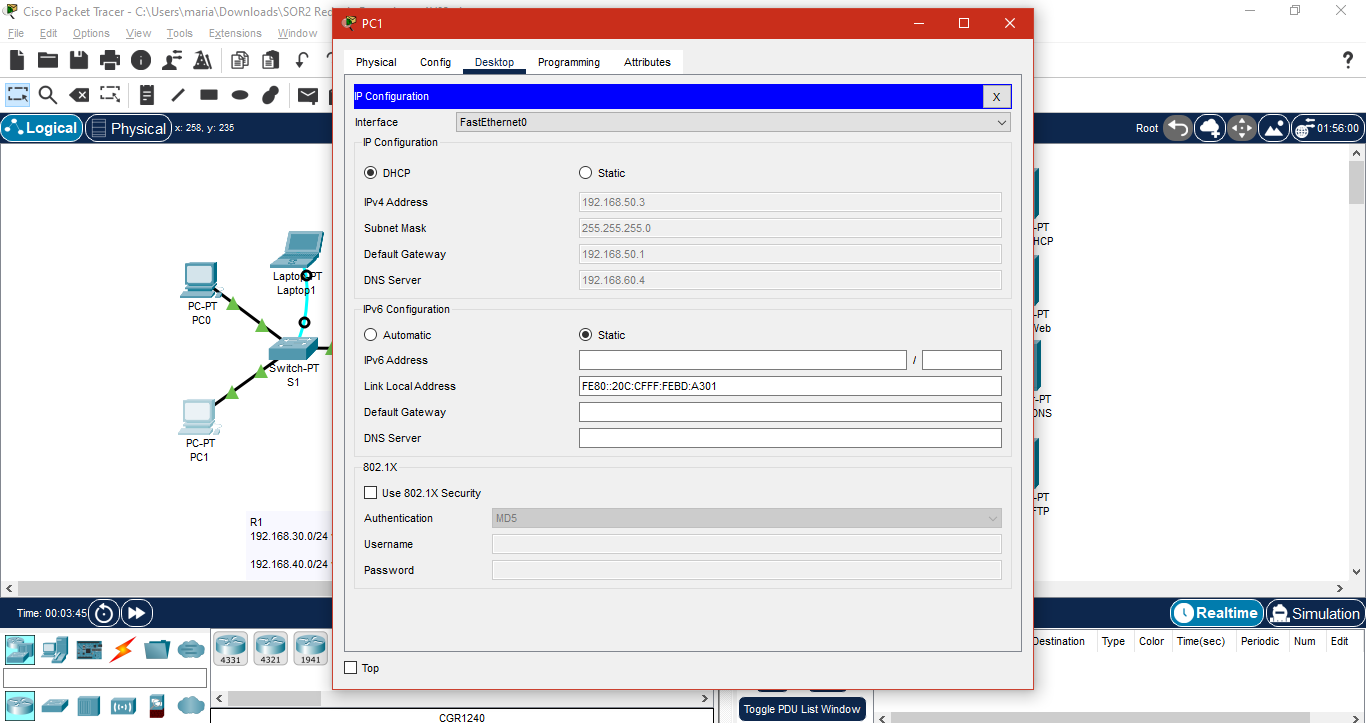 Cisco Packet Tracer - C:\Users\maria\Downloads\SOR2
PC1
File Edit Options View Tools Extensions Window
?
Physical Config Desktop Programming Attributes
IP Configuration
X
Interface FastEthernet0
Logical Physical x: 258, y: 235
Root 01:56:00
IP Configuration
DHCP Static
IPv4 Address 192.168.50.3
Subnet Mask 255.255.255.0
Default Gateway 192.168.50.1
DNS Server 192.168.60.4
IPv6 Configuration
Automatic Static
IPv6 Address /
Link Local Address FE80::20C:CFFF:FEBD:A301
Default Gateway
DNS Server
802.1X
Use 802.1X Security
Authentication MD5
Username
Password
Top
Laptop-PT
Laptop1
PC-PT
PC0
Switch-PT
S1
PC-PT
PC1
R1
192.168.30.0/24
192.168.40.0/24
-PT
HCP
-PT
Web
-PT
DNS
-PT
FTP
Time: 00:03:45
Realtime Simulation
4331 4321 1941
CGR1240
Destination Type Color Time(sec) Periodic Num Edit
Toggle PDU List Window